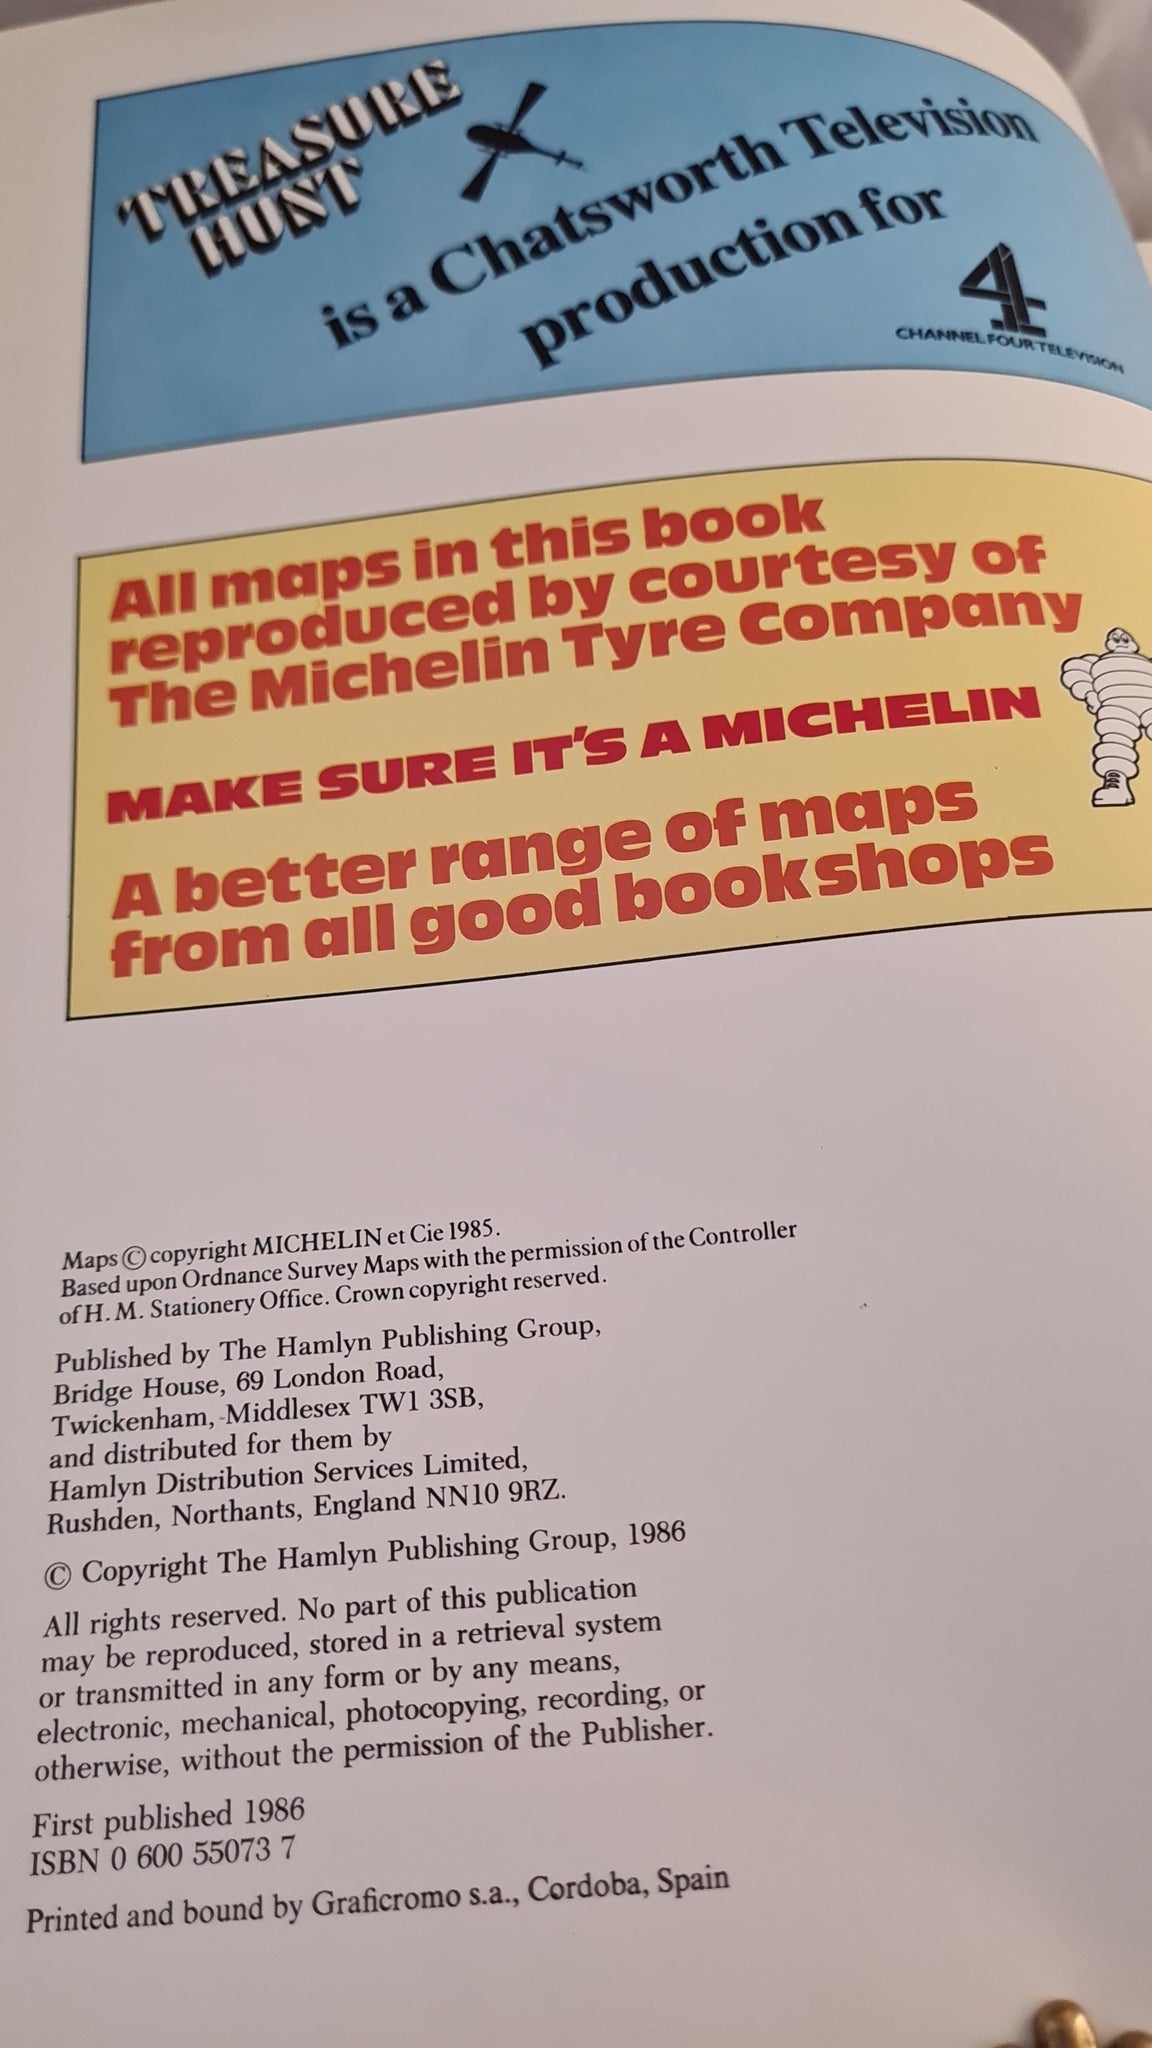 TREASURE
HUNT
is a Chatsworth Television
production for
4
CHANNEL FOUR TELEVISION
All maps in this book
reproduced by courtesy of
The Michelin Tyre Company
MAKE SURE IT'S A MICHELIN
A better range of maps
from all good bookshops
Maps © copyright MICHELIN et Cie 1985.
Based upon Ordnance Survey Maps with the permission of the Controller
of H. M. Stationery Office. Crown copyright reserved.
Published by The Hamlyn Publishing Group,
Bridge House, 69 London Road,
Twickenham, Middlesex TW1 3SB,
and distributed for them by
Hamlyn Distribution Services Limited,
Rushden, Northants, England NN10 9RZ.
© Copyright The Hamlyn Publishing Group, 1986
All rights reserved. No part of this publication
may be reproduced, stored in a retrieval system
or transmitted in any form or by any means,
electronic, mechanical, photocopying, recording, or
otherwise, without the permission of the Publisher.
First published 1986
ISBN 0 600 55073 7
Printed and bound by Graficromo s.a., Cordoba, Spain